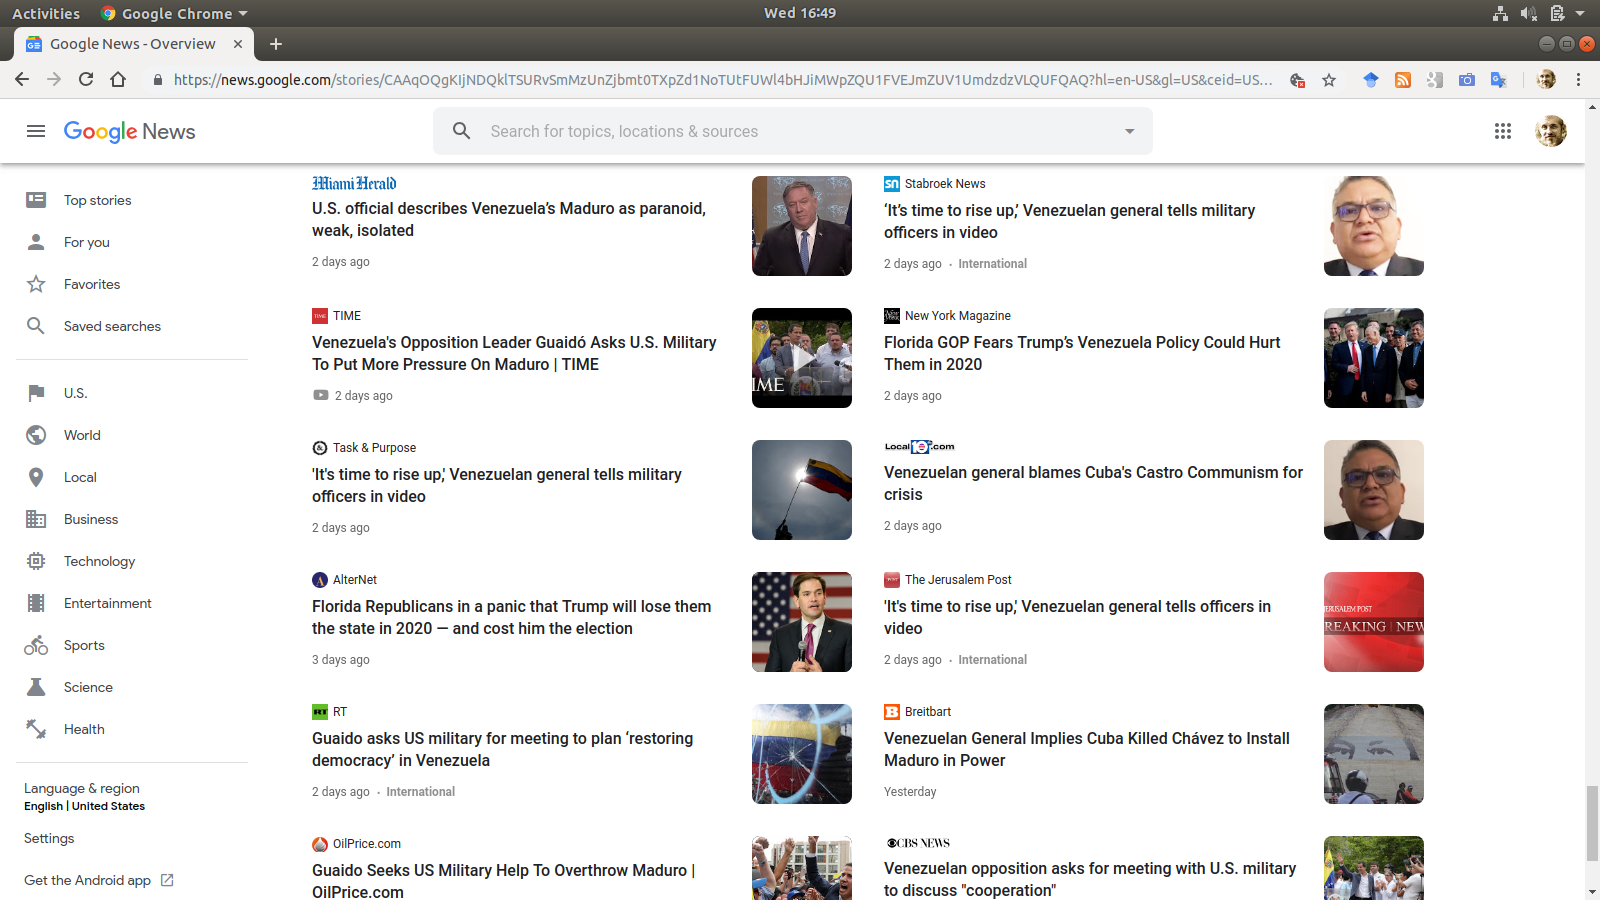 Activities
Google Chrome
Wed 16:49
Google News - Overview
https://news.google.com/stories/CAAqOQgKIjNDQklTSURvSmMzUnZjbmt0TXpZd1NoTUtFUWl4bHJiMWpZQU1FVEJmZUV1UmdzdzVLQUFQAQ?hl=en-US&gl=US&ceid=US...
Google News
Search for topics, locations & sources
Top stories
For you
Favorites
Saved searches
U.S.
World
Local
Business
Technology
Entertainment
Sports
Science
Health
Language & region
English | United States
Settings
Get the Android app
Miami Herald
U.S. official describes Venezuela’s Maduro as paranoid,
weak, isolated
2 days ago
sn Stabroek News
‘It’s time to rise up,’ Venezuelan general tells military
officers in video
2 days ago · International
TIME
Venezuela's Opposition Leader Guaidó Asks U.S. Military
To Put More Pressure On Maduro | TIME
2 days ago
IME
New York Magazine
Florida GOP Fears Trump’s Venezuela Policy Could Hurt
Them in 2020
2 days ago
Task & Purpose
'It's time to rise up,' Venezuelan general tells military
officers in video
2 days ago
Local 10 .com
Venezuelan general blames Cuba's Castro Communism for
crisis
2 days ago
AlterNet
Florida Republicans in a panic that Trump will lose them
the state in 2020 — and cost him the election
3 days ago
The Jerusalem Post
'It's time to rise up,' Venezuelan general tells officers in
video
2 days ago · International
JERUSALEM POST
REAKING | NEW
RT RT
Guaido asks US military for meeting to plan ‘restoring
democracy’ in Venezuela
2 days ago · International
B Breitbart
Venezuelan General Implies Cuba Killed Chávez to Install
Maduro in Power
Yesterday
OilPrice.com
Guaido Seeks US Military Help To Overthrow Maduro |
OilPrice.com
CBS NEWS
Venezuelan opposition asks for meeting with U.S. military
to discuss "cooperation"